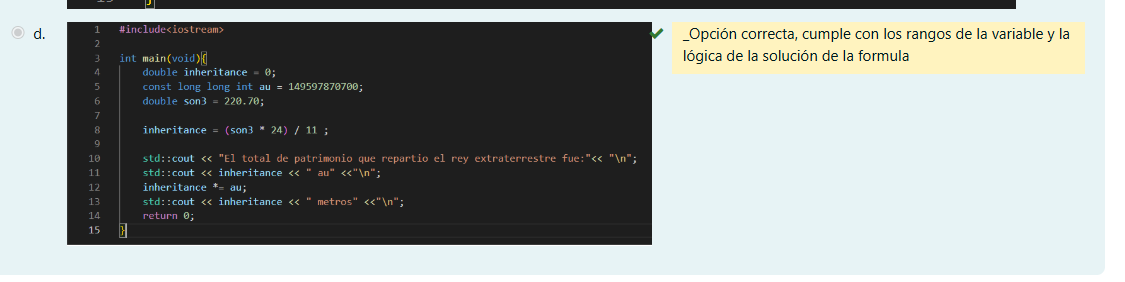 d.
1 #include<iostream>
2
3 int main(void){
4 double inheritance = 0;
5 const long long int au = 149597870700;
6 double son3 = 220.70;
7
8 inheritance = (son3 * 24) / 11 ;
9
10 std::cout << "El total de patrimonio que repartio el rey extraterrestre fue:"<< "\n";
11 std::cout << inheritance << " au" <<"\n";
12 inheritance *= au;
13 std::cout << inheritance << " metros" <<"\n";
14 return 0;
15 }
_Opción correcta, cumple con los rangos de la variable y la
lógica de la solución de la formula